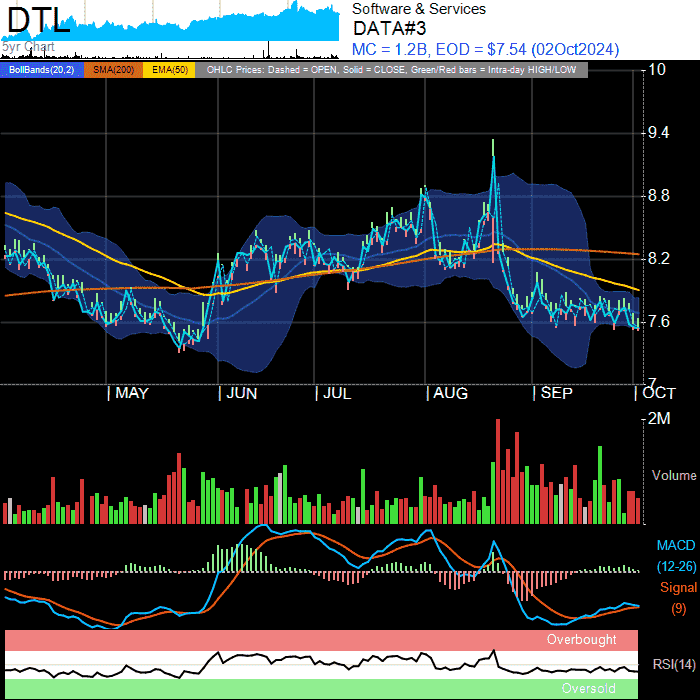 DTL
Software & Services
DATA#3
5yr Chart
MC = 1.2B, EOD = $7.54 (02Oct2024)
BollBands(20,2) SMA(200) EMA(50) OHLC Prices: Dashed = OPEN, Solid = CLOSE, Green/Red bars = Intra-day HIGH/LOW
10
9.4
8.8
8.2
7.6
7
MAY JUN JUL AUG SEP OCT
2M
Volume
MACD
(12-26)
Signal
(9)
Overbought
RSI(14)
Oversold